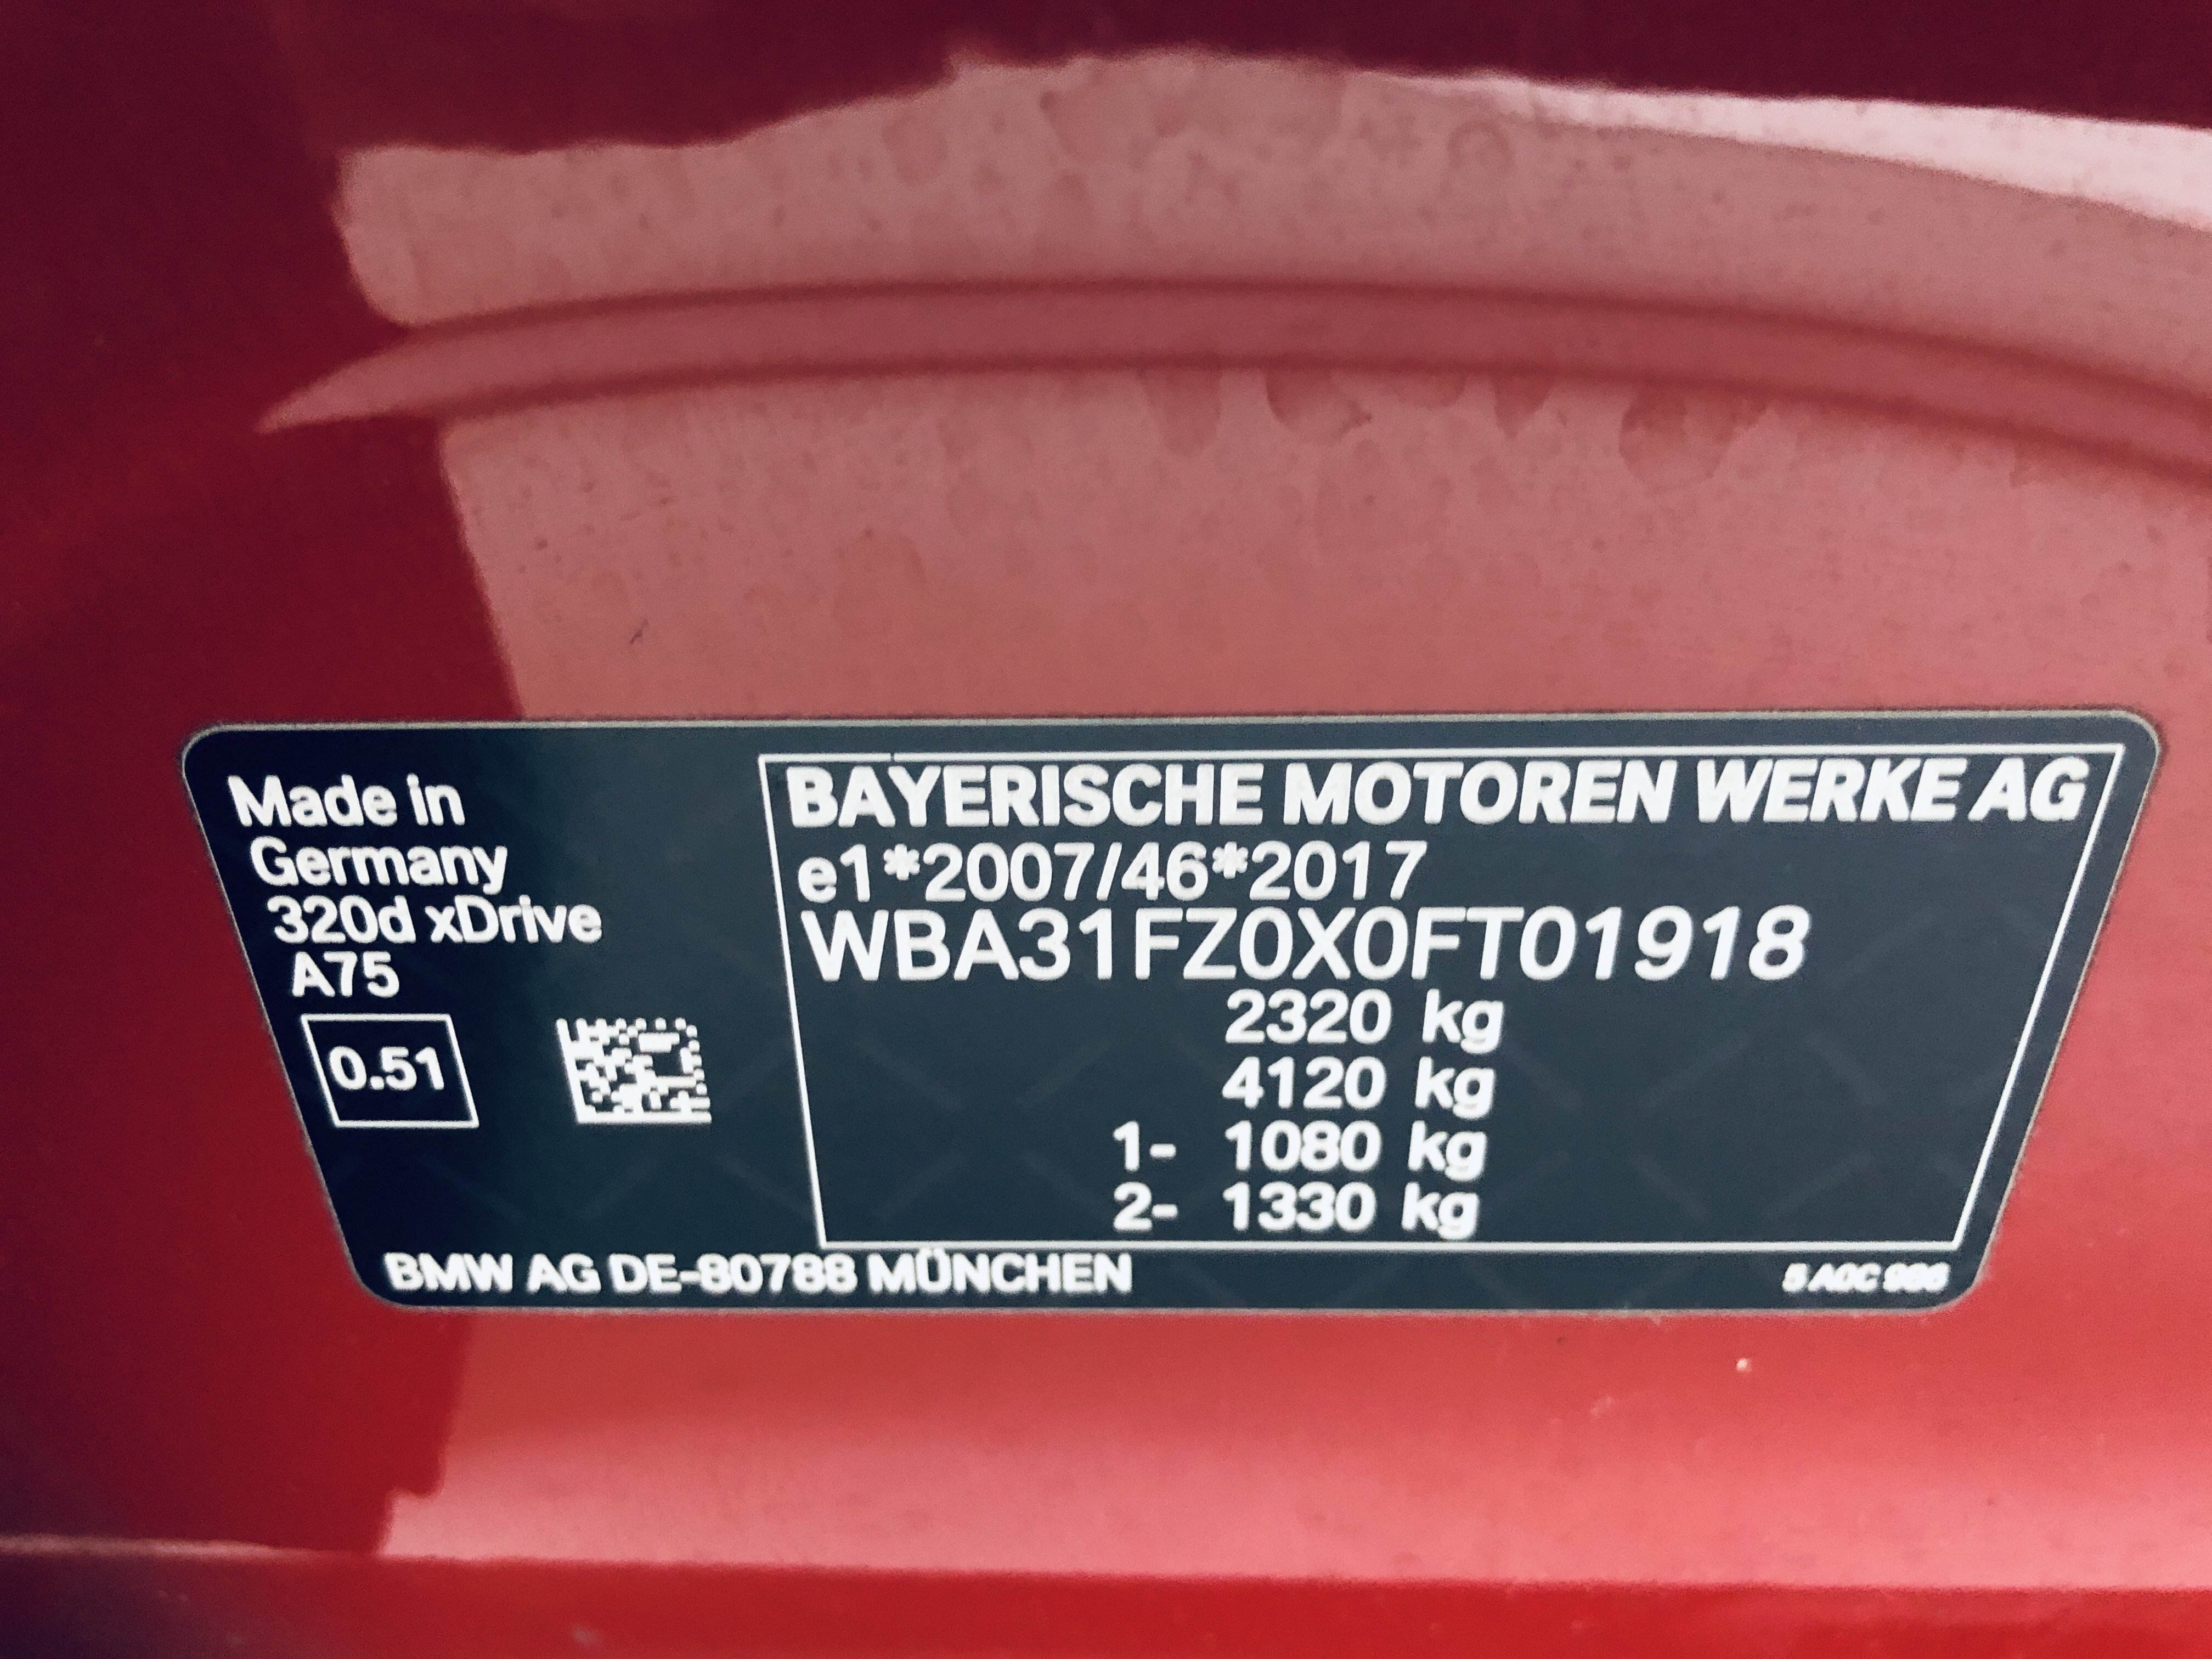 Made in
Germany
320d xDrive
A75
0.51
BAYERISCHE MOTOREN WERKE AG
e1*2007/46*2017
WBA31FZ0X0FT01918
2320 kg
4120 kg
1- 1080 kg
2- 1330 kg
BMW AG DE-80788 MÜNCHEN